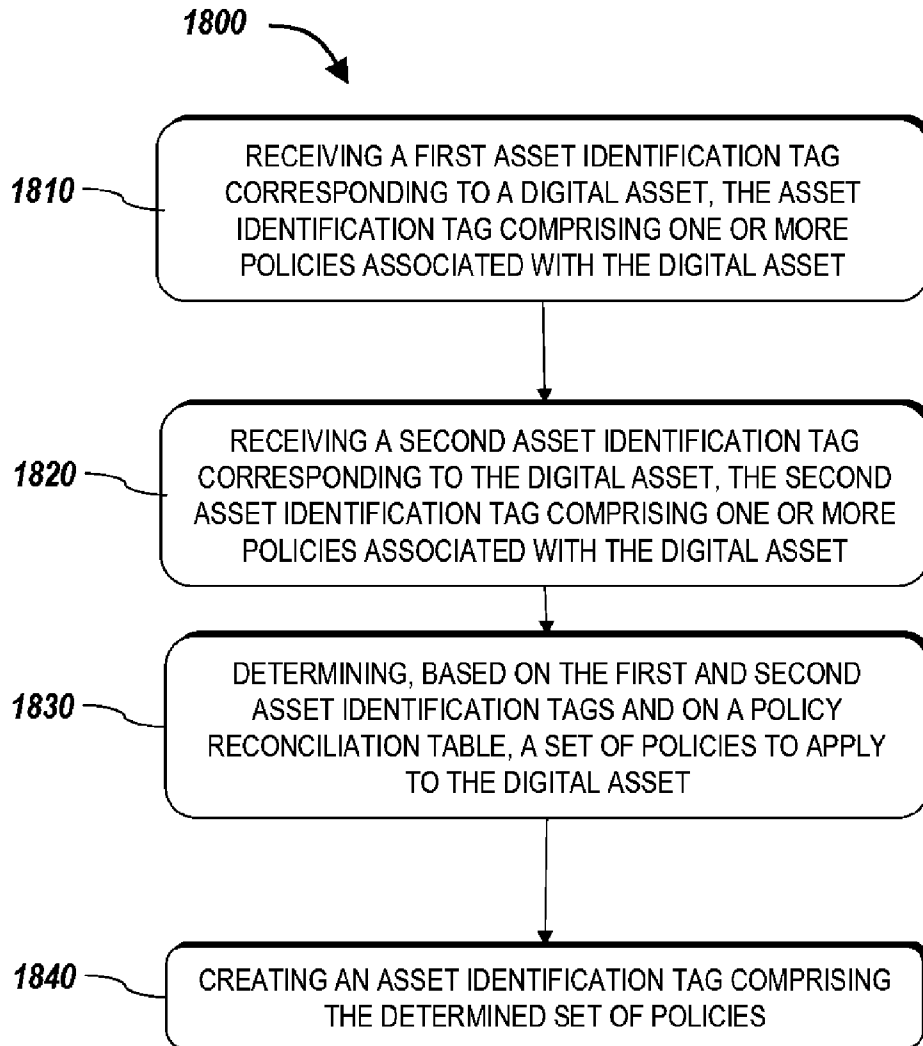 1800
1810
RECEIVING A FIRST ASSET IDENTIFICATION TAG
CORRESPONDING TO A DIGITAL ASSET, THE ASSET
IDENTIFICATION TAG COMPRISING ONE OR MORE
POLICIES ASSOCIATED WITH THE DIGITAL ASSET
1820
RECEIVING A SECOND ASSET IDENTIFICATION TAG
CORRESPONDING TO THE DIGITAL ASSET, THE SECOND
ASSET IDENTIFICATION TAG COMPRISING ONE OR MORE
POLICIES ASSOCIATED WITH THE DIGITAL ASSET
1830
DETERMINING, BASED ON THE FIRST AND SECOND
ASSET IDENTIFICATION TAGS AND ON A POLICY
RECONCILIATION TABLE, A SET OF POLICIES TO APPLY
TO THE DIGITAL ASSET
1840
CREATING AN ASSET IDENTIFICATION TAG COMPRISING
THE DETERMINED SET OF POLICIES